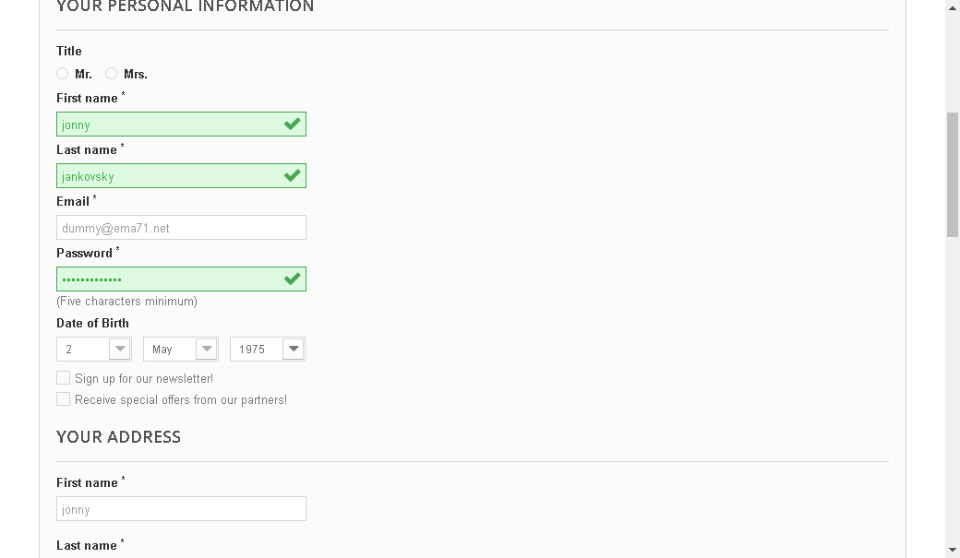 YOUR PERSONAL INFORMATION
Title
Mr. Mrs.
First name *
jonny
Last name *
jankovsky
Email *
dummy@ema71.net
Password *
•••••••••••••
(Five characters minimum)
Date of Birth
2 May 1975
Sign up for our newsletter!
Receive special offers from our partners!
YOUR ADDRESS
First name *
jonny
Last name *